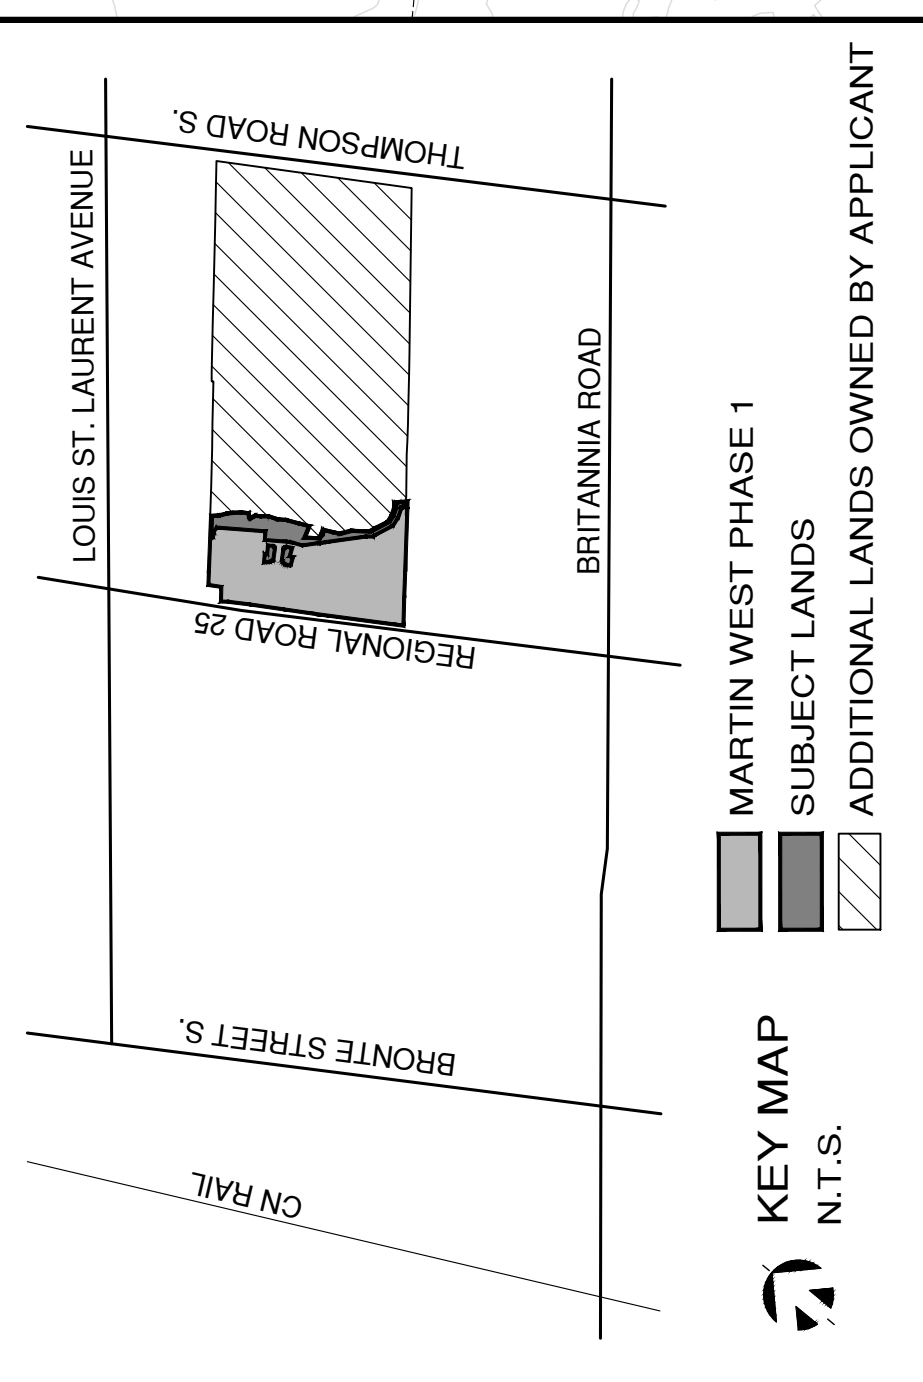 THOMPSON ROAD S.
LOUIS ST. LAURENT AVENUE
BRITANNIA ROAD
REGIONAL ROAD 25
BRONTE STREET S.
CN RAIL
MARTIN WEST PHASE 1
SUBJECT LANDS
ADDITIONAL LANDS OWNED BY APPLICANT
KEY MAP
N.T.S.